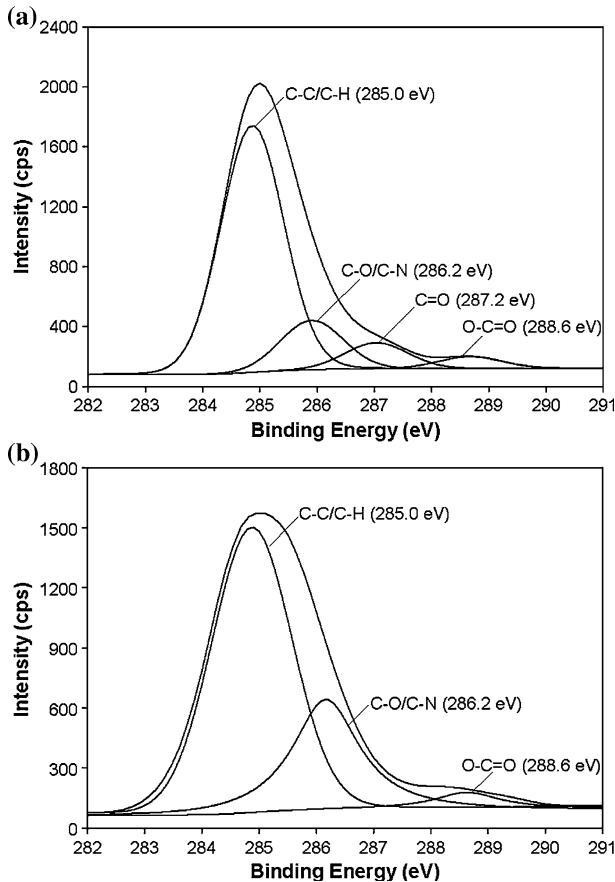 (a)
2400
2000
1600
1200
800
400
0
Intensity (cps)
C-C/C-H (285.0 eV)
C-O/C-N (286.2 eV)
C=O (287.2 eV)
O-C=O (288.6 eV)
282 283 284 285 286 287 288 289 290 291
Binding Energy (eV)
(b)
1800
1500
1200
900
600
300
0
Intensity (cps)
C-C/C-H (285.0 eV)
C-O/C-N (286.2 eV)
O-C=O (288.6 eV)
282 283 284 285 286 287 288 289 290 291
Binding Energy (eV)